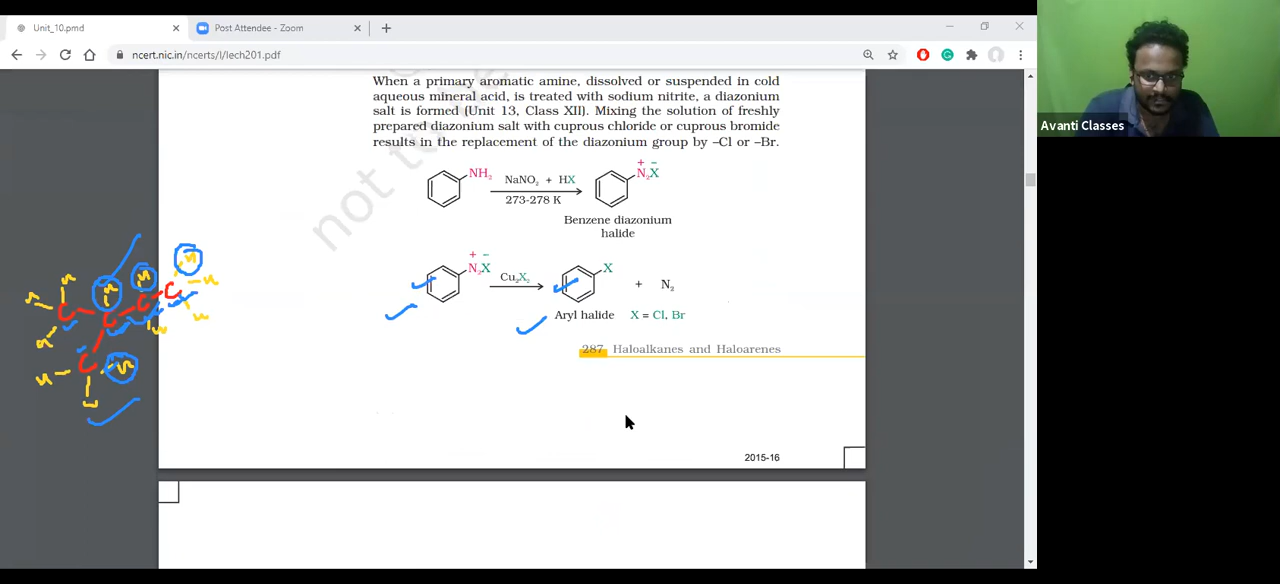 Unit_10.pmd
Post Attendee - Zoom
ncert.nic.in/ncerts/l/lech201.pdf
Avanti Classes
When a primary aromatic amine, dissolved or suspended in cold
aqueous mineral acid, is treated with sodium nitrite, a diazonium
salt is formed (Unit 13, Class XII). Mixing the solution of freshly
prepared diazonium salt with cuprous chloride or cuprous bromide
results in the replacement of the diazonium group by –Cl or –Br.
NH₂ NaNO₂ + HX N₂X + –
273-278 K
Benzene diazonium
halide
not
N₂X + – Cu₂X₂ X + N₂
Aryl halide X = Cl, Br
287 Haloalkanes and Haloarenes
2015-16
C C C C
C